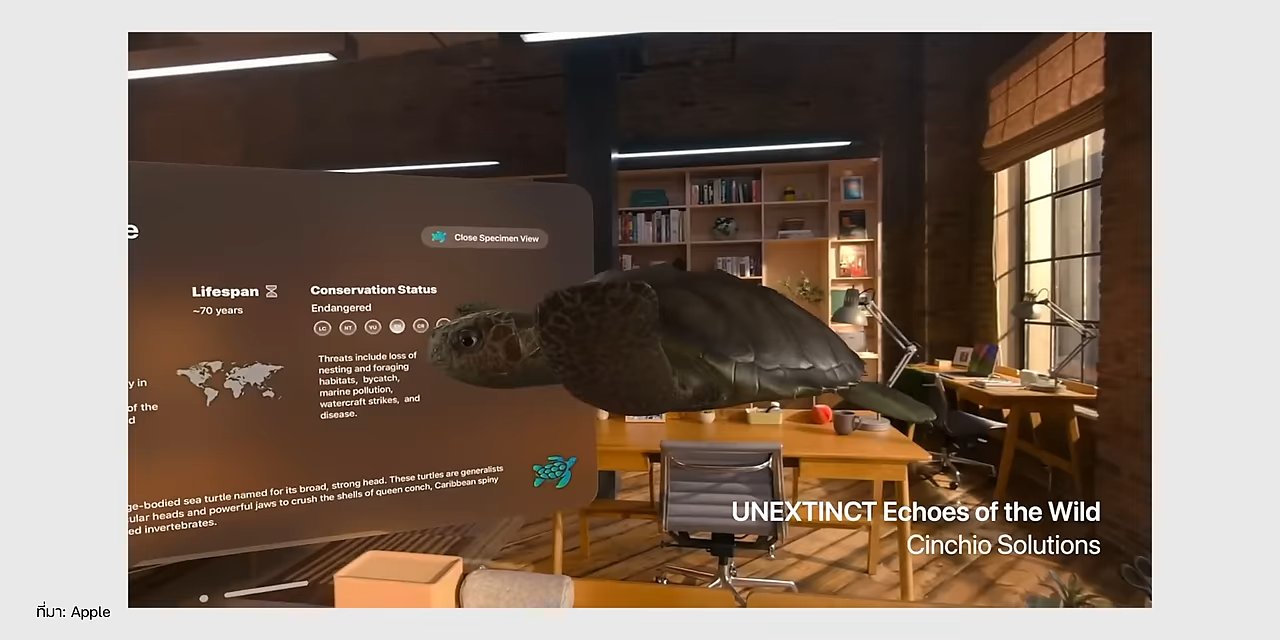 e
Close Specimen View
Lifespan
~70 years
Conservation Status
Endangered
LC NT VU EN CR
Threats include loss of
nesting and foraging
habitats, bycatch,
marine pollution,
watercraft strikes, and
disease.
y in
of the
d
ge-bodied sea turtle named for its broad, strong head. These turtles are generalists
ular heads and powerful jaws to crush the shells of queen conch, Caribbean spiny
ed invertebrates.
UNEXTINCT Echoes of the Wild
Cinchio Solutions
ที่มา: Apple